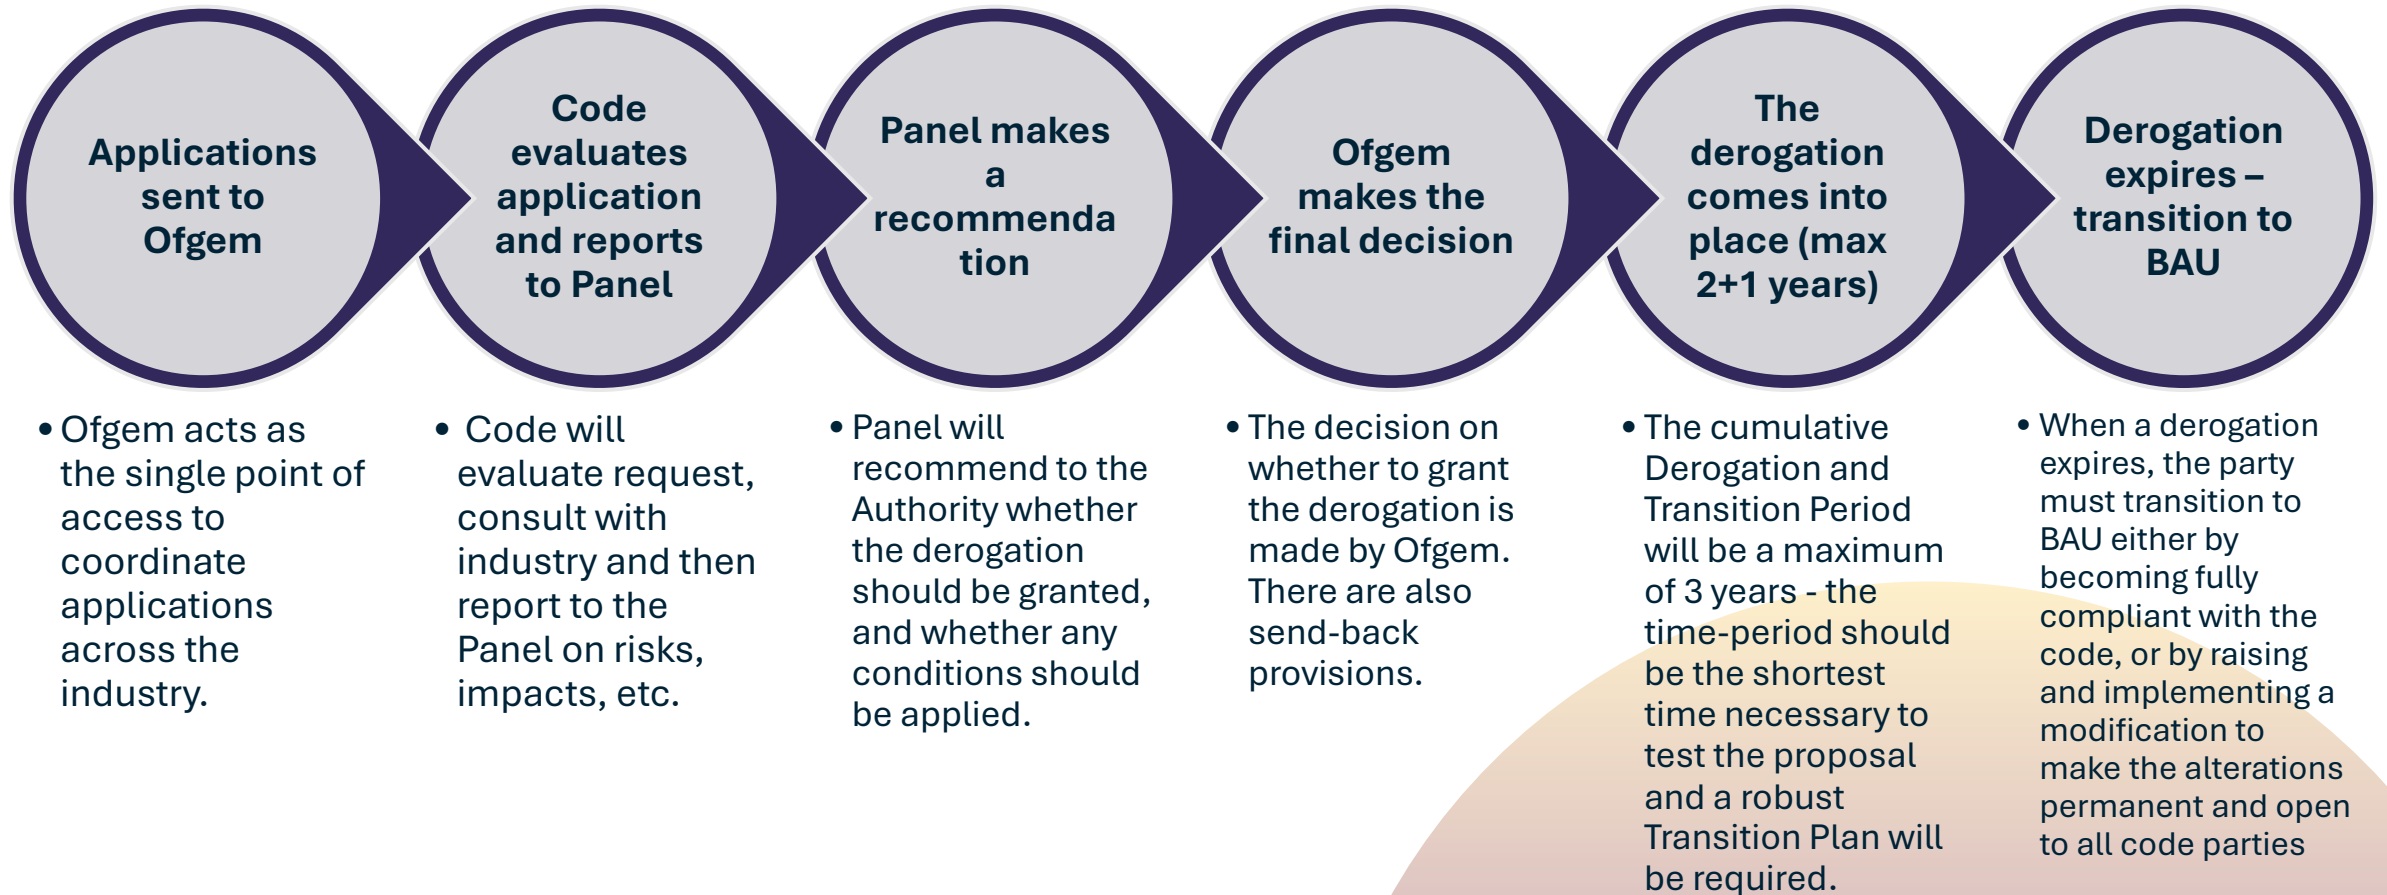 Applications
sent to
Ofgem
Code
evaluates
application
and reports
to Panel
Panel makes
a
recommenda
tion
Ofgem
makes the
final decision
The
derogation
comes into
place (max
2+1 years)
Derogation
expires –
transition to
BAU
• Ofgem acts as
the single point of
access to
coordinate
applications
across the
industry.
• Code will
evaluate request,
consult with
industry and then
report to the
Panel on risks,
impacts, etc.
• Panel will
recommend to the
Authority whether
the derogation
should be granted,
and whether any
conditions should
be applied.
• The decision on
whether to grant
the derogation is
made by Ofgem.
There are also
send-back
provisions.
• The cumulative
Derogation and
Transition Period
will be a maximum
of 3 years - the
time-period should
be the shortest
time necessary to
test the proposal
and a robust
Transition Plan will
be required.
• When a derogation
expires, the party
must transition to
BAU either by
becoming fully
compliant with the
code, or by raising
and implementing a
modification to
make the alterations
permanent and open
to all code parties